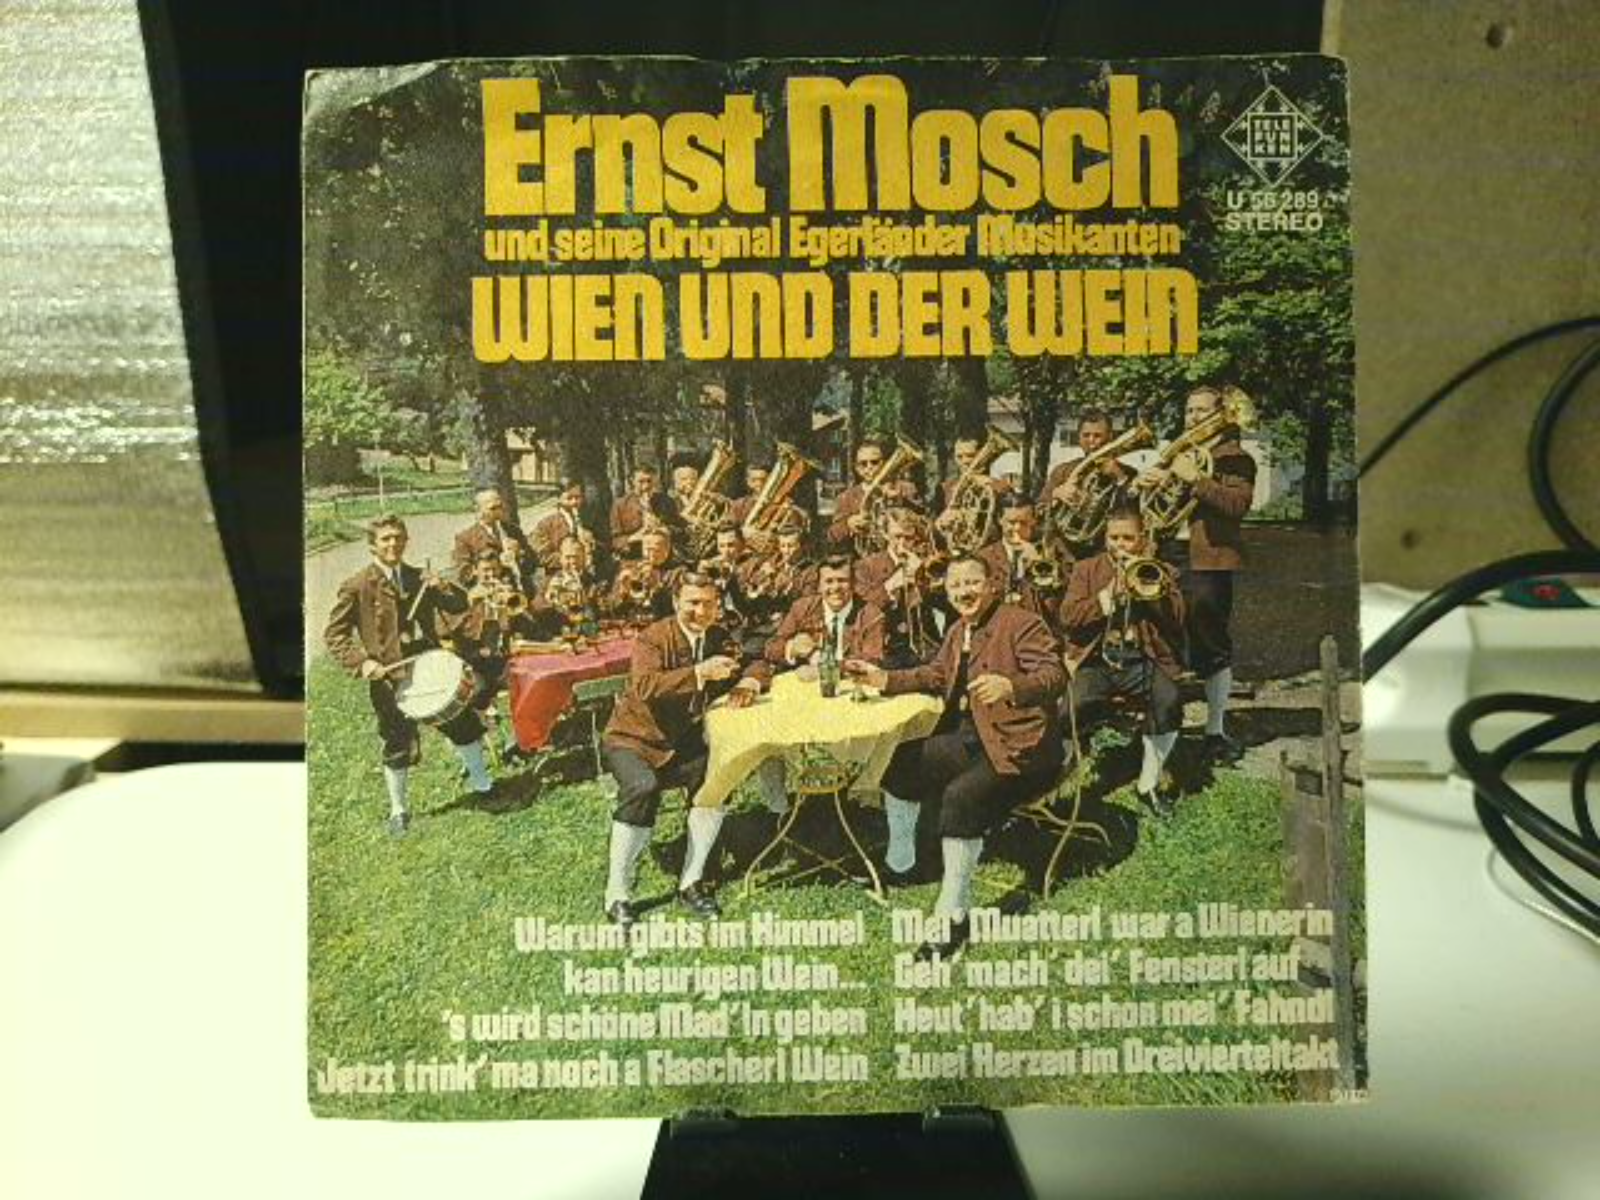 Ernst Mosch
und seine Original Egerländer Musikanten
WIEN UND DER WEIN
TELE
FUN
KEN
U 56 289
STEREO
Warum gibts im Himmel
kan heurigen Wein...
's wird schöne Mad'ln geben
Jetzt trink' ma noch a Flascherl Wein
Mei' Muatterl war a Wienerin
Geh' mach' dei' Fensterl auf
Heut' hab' i schon mei' Fahndl
Zwei Herzen im Dreivierteltakt